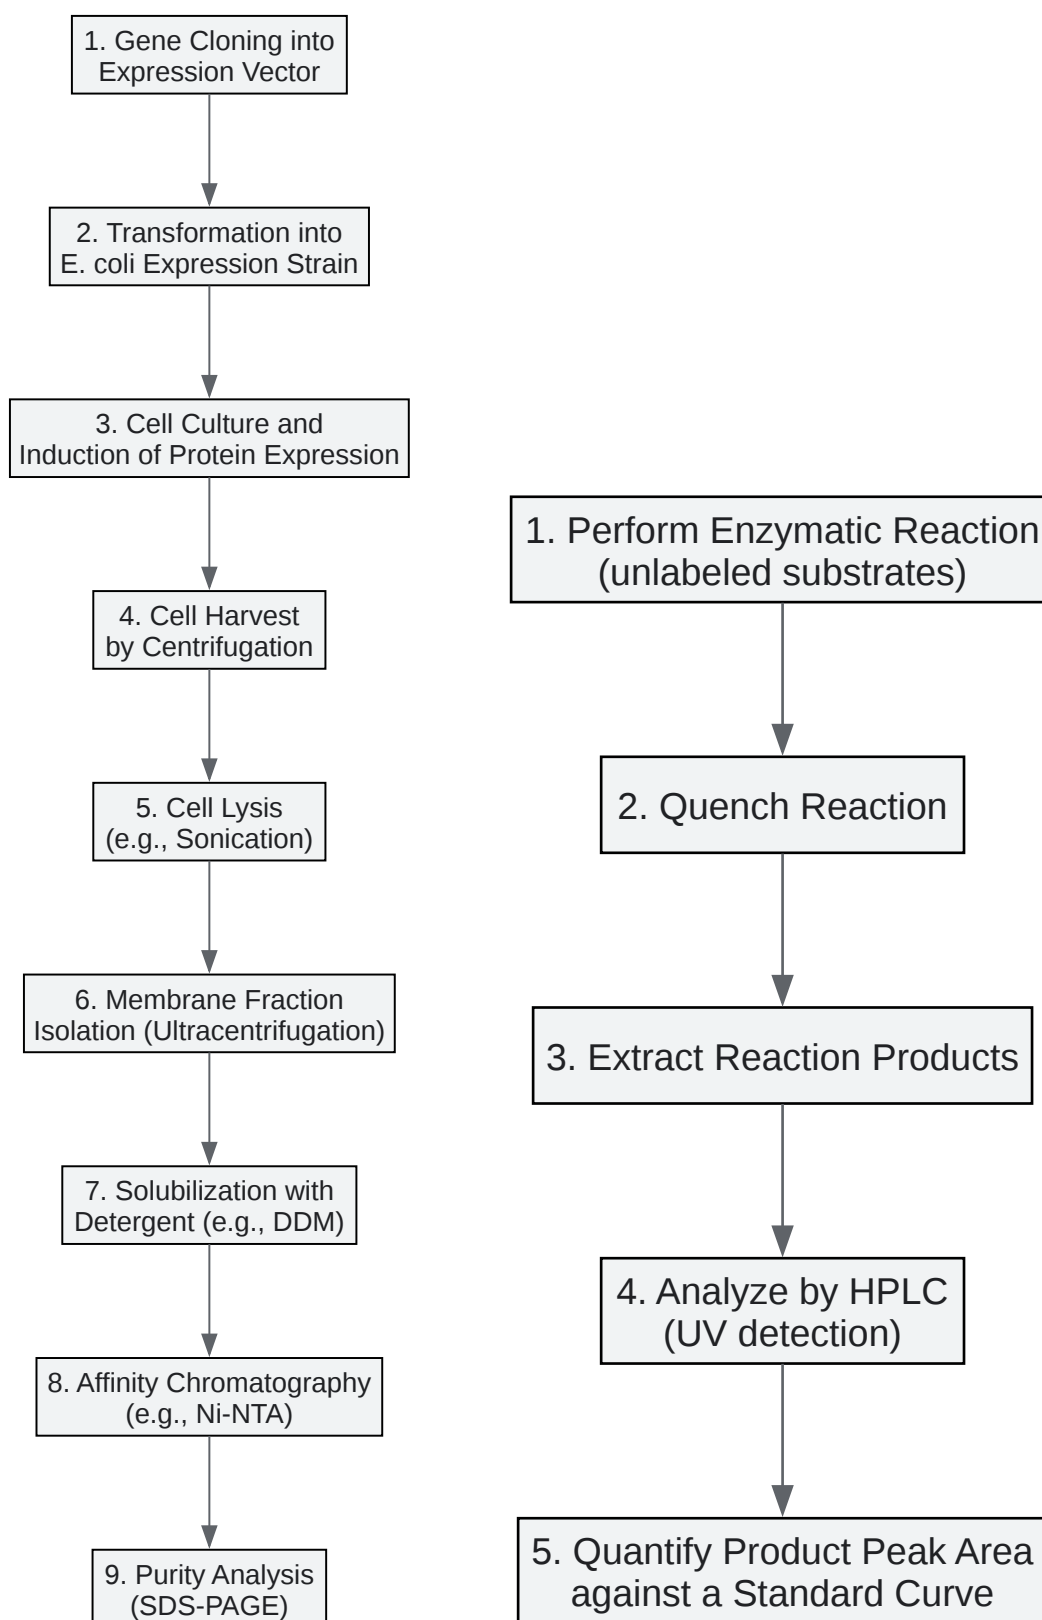 1. Gene Cloning into
Expression Vector
2. Transformation into
E. coli Expression Strain
3. Cell Culture and
Induction of Protein Expression
4. Cell Harvest
by Centrifugation
5. Cell Lysis
(e.g., Sonication)
6. Membrane Fraction
Isolation (Ultracentrifugation)
7. Solubilization with
Detergent (e.g., DDM)
8. Affinity Chromatography
(e.g., Ni-NTA)
9. Purity Analysis
(SDS-PAGE)
1. Perform Enzymatic Reaction
(unlabeled substrates)
2. Quench Reaction
3. Extract Reaction Products
4. Analyze by HPLC
(UV detection)
5. Quantify Product Peak Area
against a Standard Curve